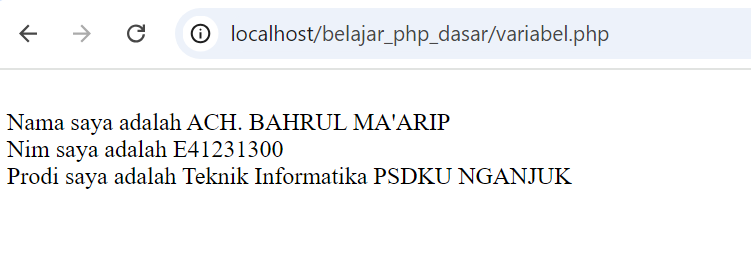 localhost/belajar_php_dasar/variabel.php
Nama saya adalah ACH. BAHRUL MA'ARIP
Nim saya adalah E41231300
Prodi saya adalah Teknik Informatika PSDKU NGANJUK